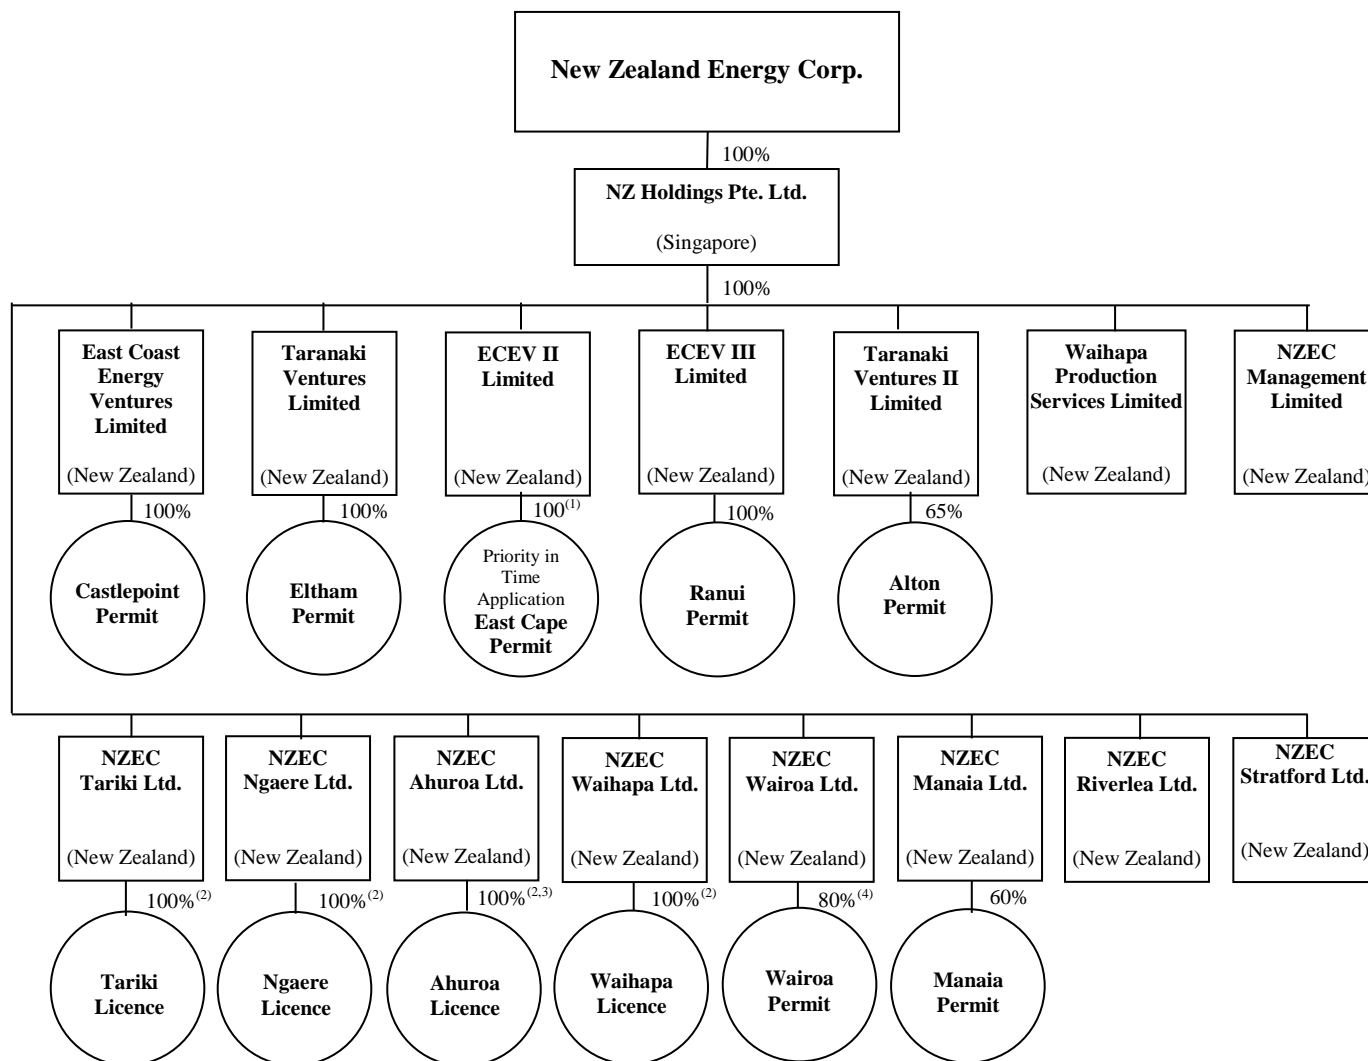 New Zealand Energy Corp.
100%
NZ Holdings Pte. Ltd.
(Singapore)
100%
East Coast
Energy
Ventures
Limited
(New Zealand)
Taranaki
Ventures
Limited
(New Zealand)
ECEV II
Limited
(New Zealand)
ECEV III
Limited
(New Zealand)
Taranaki
Ventures II
Limited
(New Zealand)
Waihapa
Production
Services Limited
(New Zealand)
NZEC
Management
Limited
(New Zealand)
100%
100%
100(1)
100%
65%
Castlepoint
Permit
Eltham
Permit
Priority in
Time
Application
East Cape
Permit
Ranui
Permit
Alton
Permit
NZEC
Tariki Ltd.
(New Zealand)
NZEC
Ngaere Ltd.
(New Zealand)
NZEC
Ahuroa Ltd.
(New Zealand)
NZEC
Waihapa Ltd.
(New Zealand)
NZEC
Wairoa Ltd.
(New Zealand)
NZEC
Manaia Ltd.
(New Zealand)
NZEC
Riverlea Ltd.
(New Zealand)
NZEC
Stratford Ltd.
(New Zealand)
100%(2)
100%(2)
100%(2,3)
100%(2)
80%(4)
60%
Tariki
Licence
Ngaere
Licence
Ahuroa
Licence
Waihapa
Licence
Wairoa
Permit
Manaia
Permit